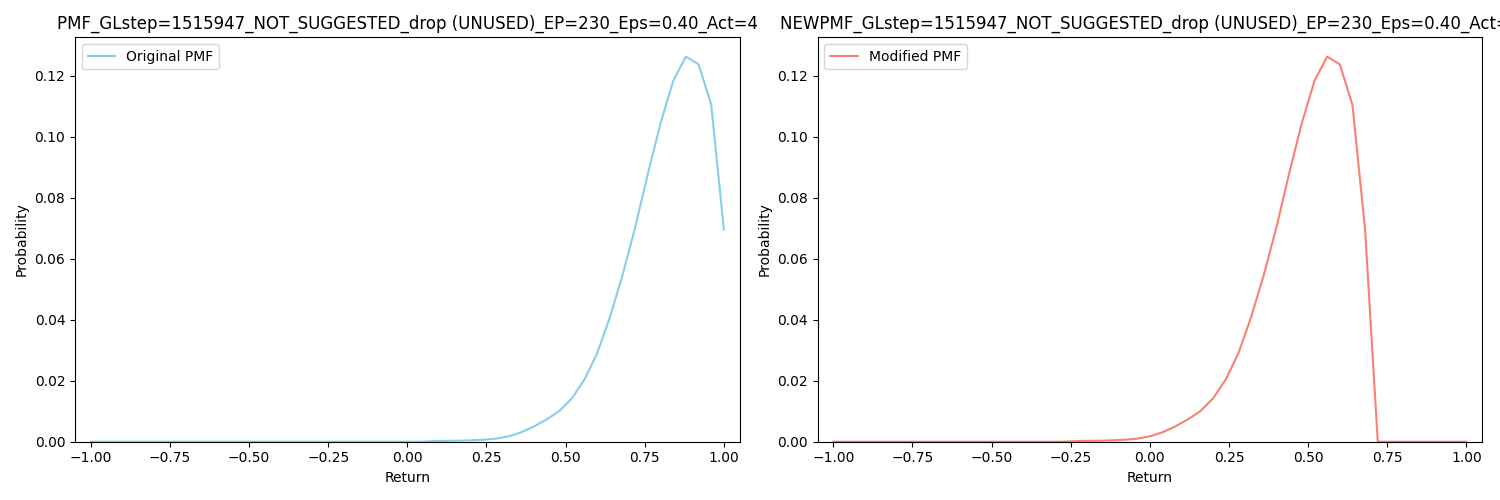 PMF_GLstep=1515947_NOT_SUGGESTED_drop (UNUSED)_EP=230_Eps=0.40_Act=4
Original PMF
Probability
0.12
0.10
0.08
0.06
0.04
0.02
0.00
−1.00 −0.75 −0.50 −0.25 0.00 0.25 0.50 0.75 1.00
Return
NEWPMF_GLstep=1515947_NOT_SUGGESTED_drop (UNUSED)_EP=230_Eps=0.40_Act=
Modified PMF
Probability
0.12
0.10
0.08
0.06
0.04
0.02
0.00
−1.00 −0.75 −0.50 −0.25 0.00 0.25 0.50 0.75 1.00
Return